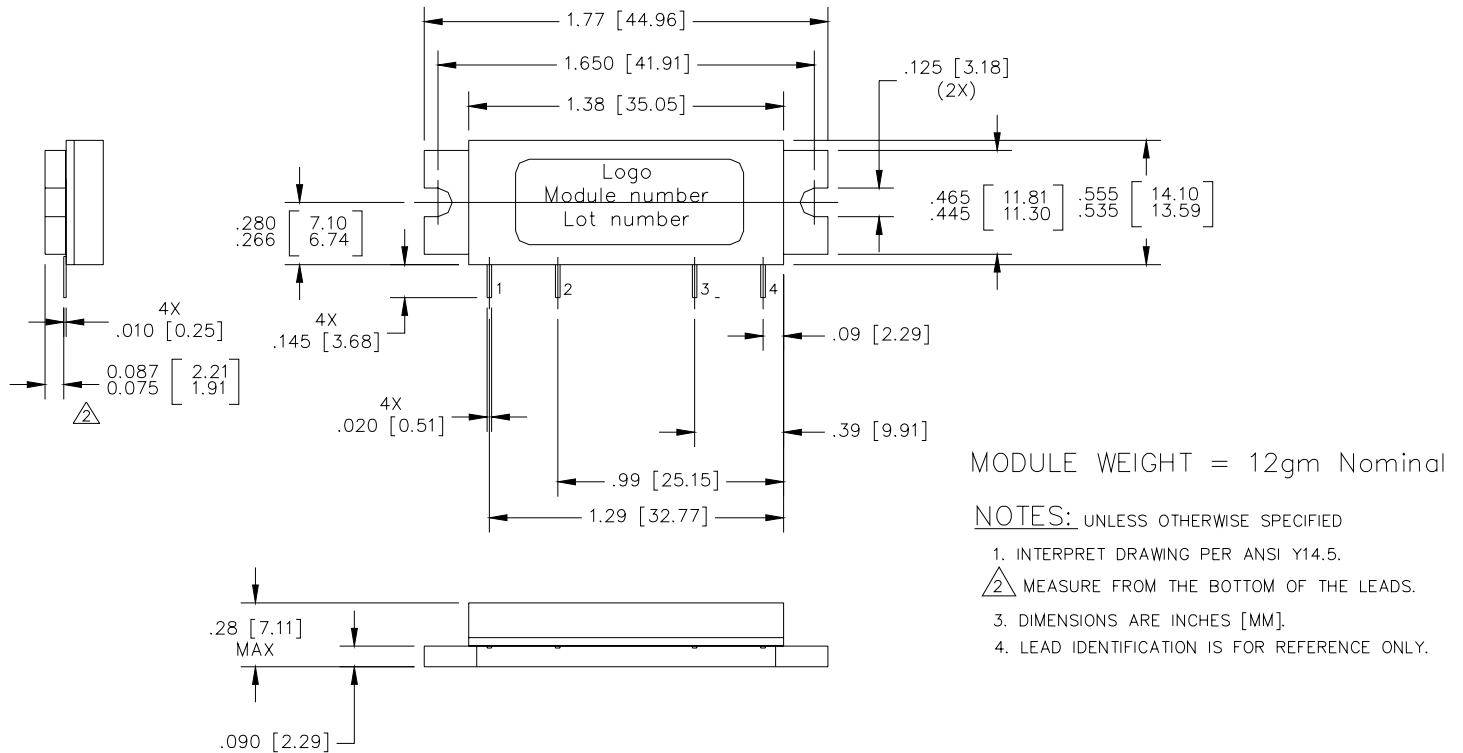 1.77 [44.96]
1.650 [41.91]
.125 [3.18]
(2X)
1.38 [35.05]
Logo
Module number
Lot number
.280 [7.10]
.266 [6.74]
.465 [11.81]
.445 [11.30]
.555 [14.10]
.535 [13.59]
1
2
3
4
4X
.010 [0.25]
4X
.145 [3.68]
.09 [2.29]
0.087 [2.21]
0.075 [1.91]
2
4X
.020 [0.51]
.39 [9.91]
.99 [25.15]
1.29 [32.77]
MODULE WEIGHT = 12gm Nominal
NOTES: UNLESS OTHERWISE SPECIFIED
1. INTERPRET DRAWING PER ANSI Y14.5.
2 MEASURE FROM THE BOTTOM OF THE LEADS.
3. DIMENSIONS ARE INCHES [MM].
4. LEAD IDENTIFICATION IS FOR REFERENCE ONLY.
.28 [7.11]
MAX
.090 [2.29]